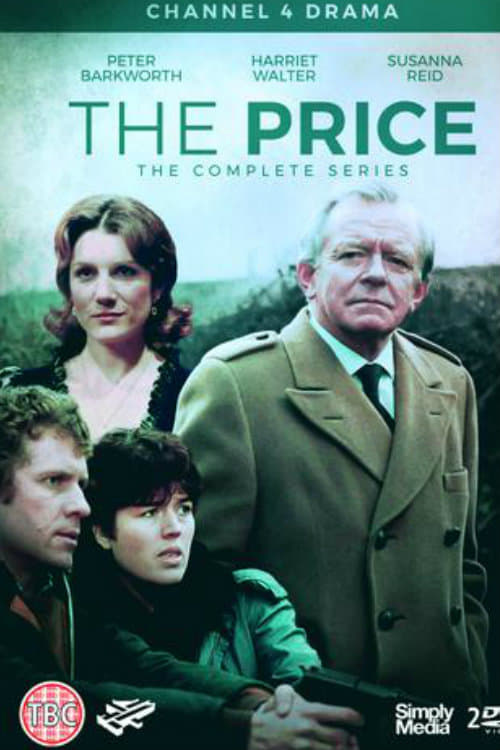 CHANNEL 4 DRAMA
PETER HARRIET SUSANNA
BARKWORTH WALTER REID
THE PRICE
THE COMPLETE SERIES
TBC
Simply
Media
2